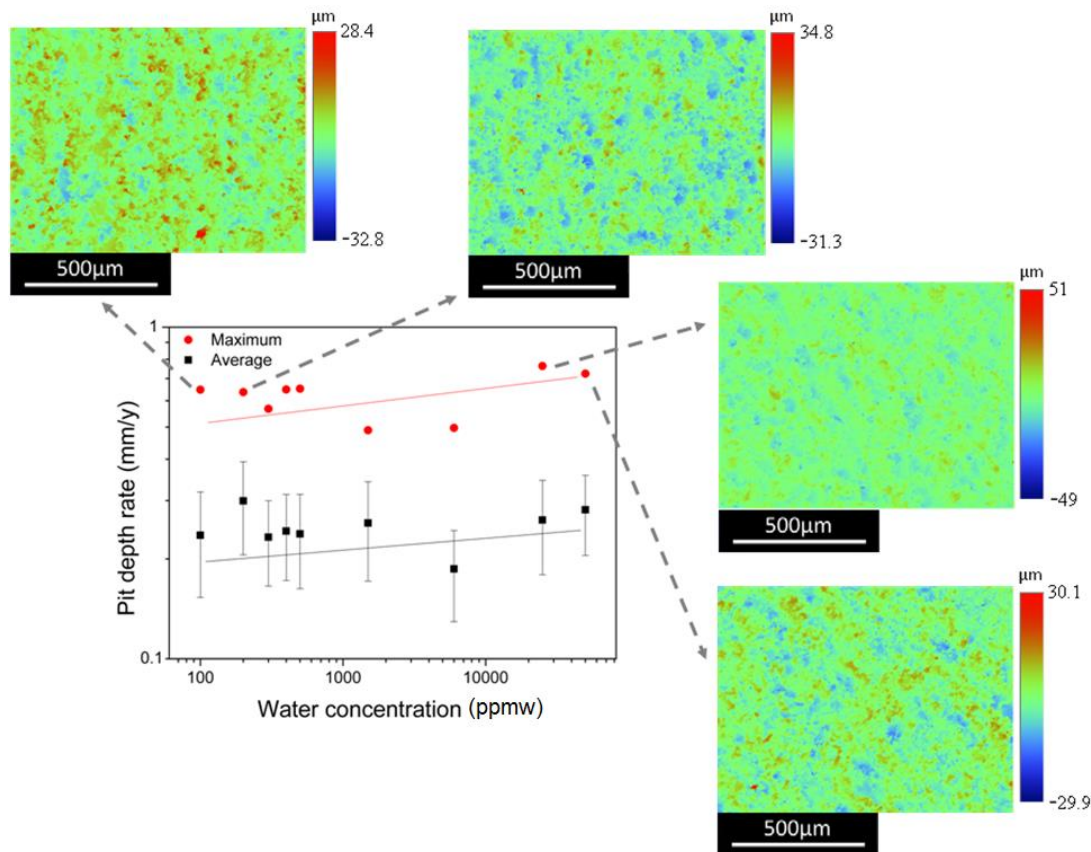 µm
28.4
-32.8
500µm
µm
34.8
-31.3
500µm
µm
51
-49
500µm
1
Maximum
Average
Pit depth rate (mm/y)
0.1
100
1000
10000
Water concentration (ppmw)
µm
30.1
-29.9
500µm